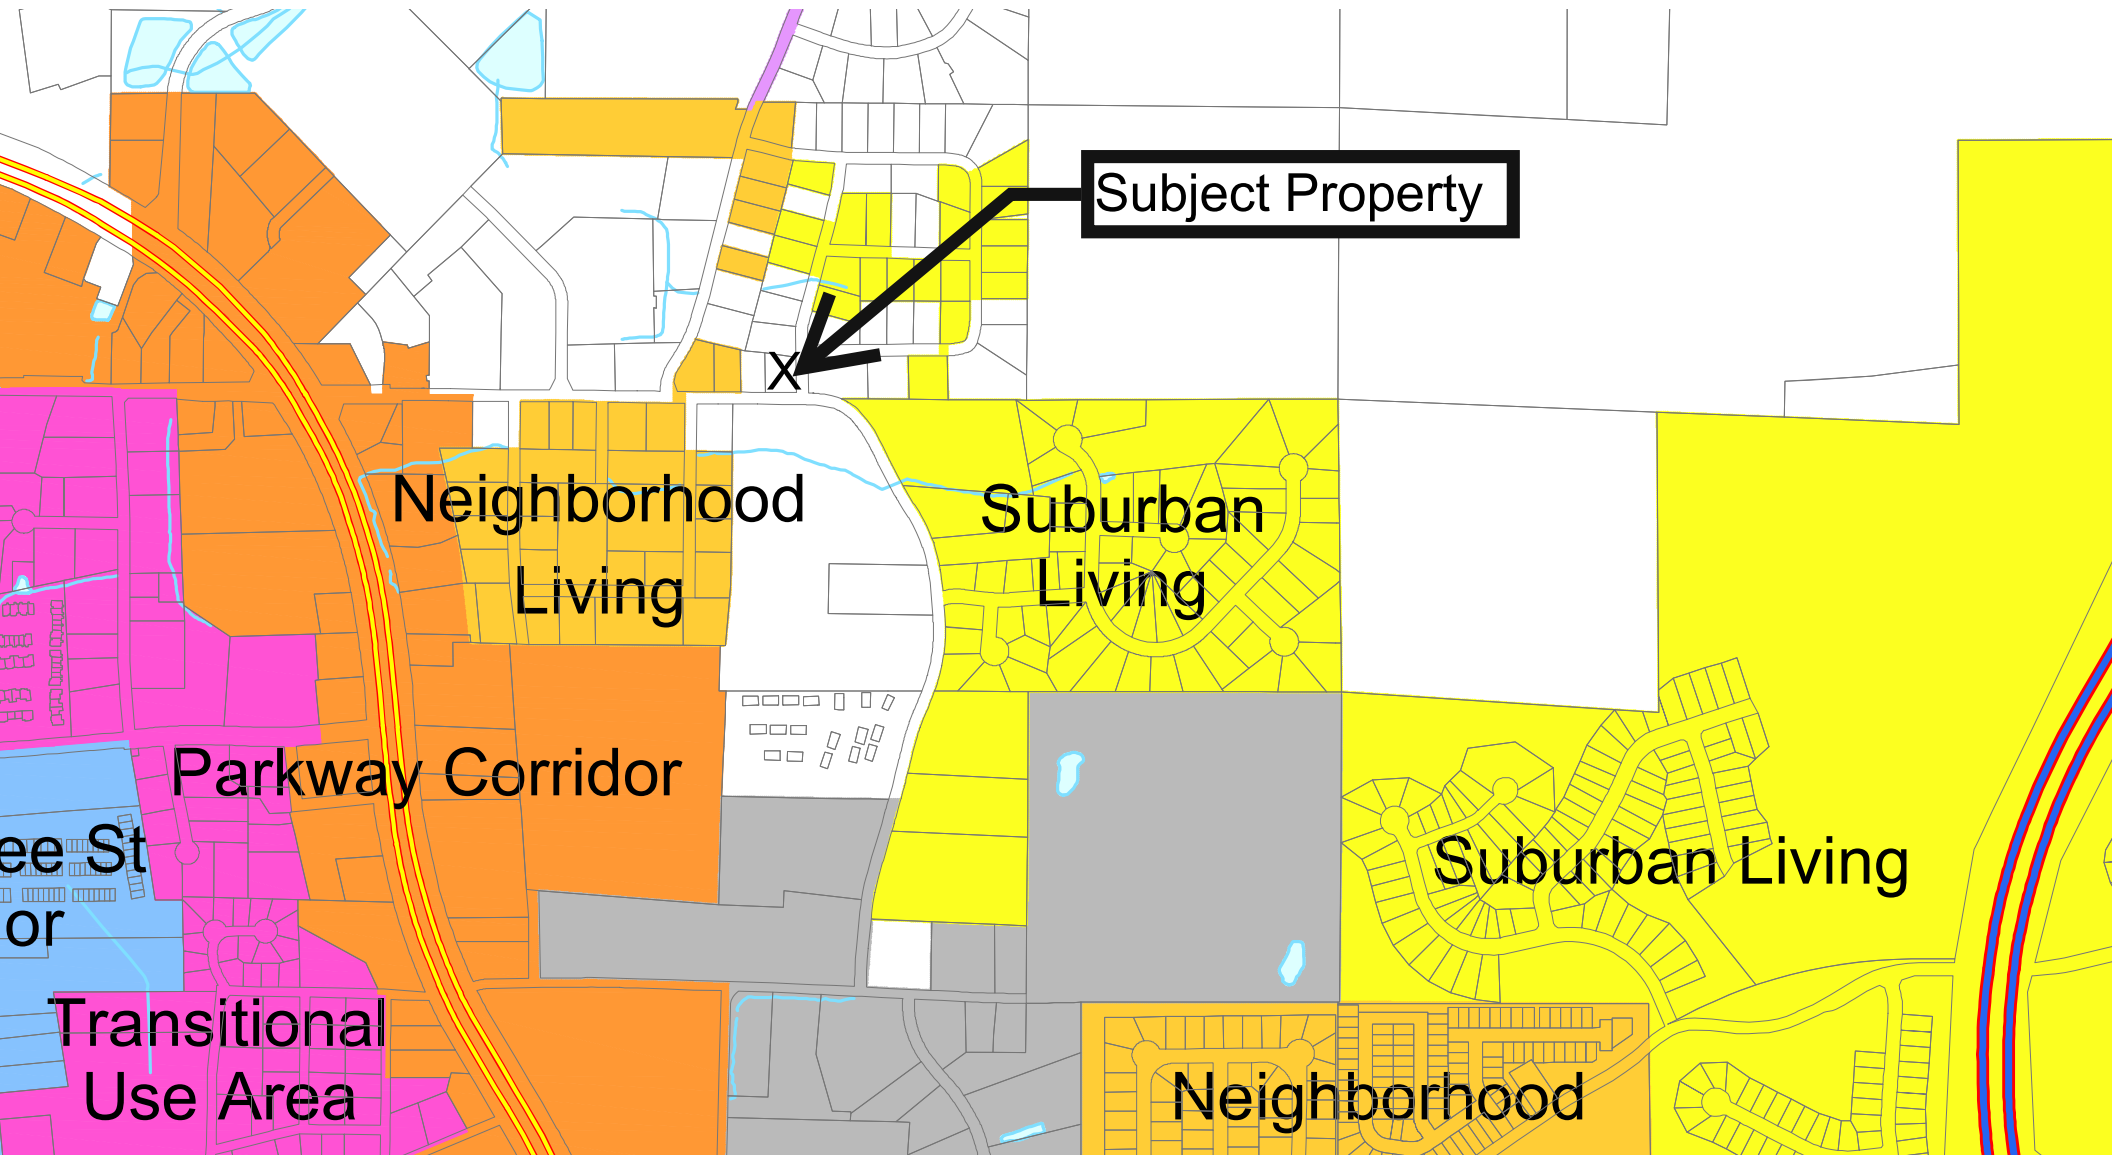 Subject Property
X
Neighborhood
Living
Suburban
Living
Parkway Corridor
ee St
or
Suburban Living
Transitional
Use Area
Neighborhood